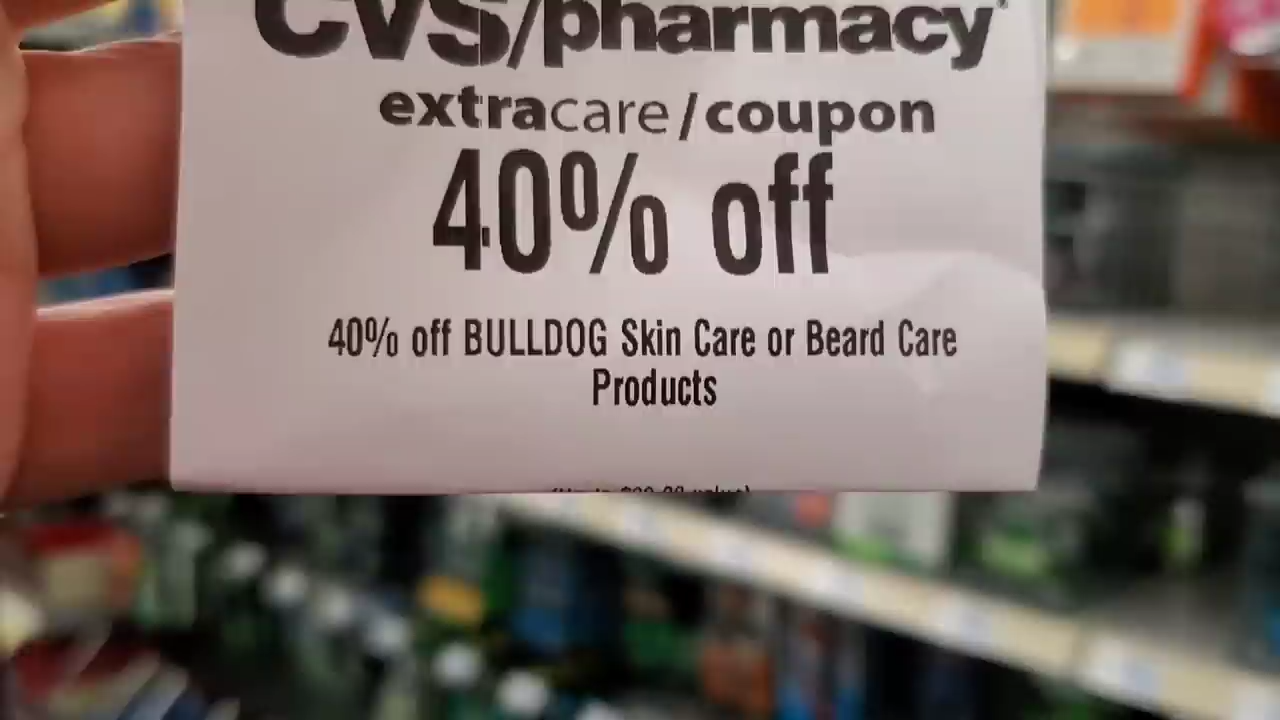 CVS/pharmacy
extracare/coupon
40% off
40% off BULLDOG Skin Care or Beard Care
Products